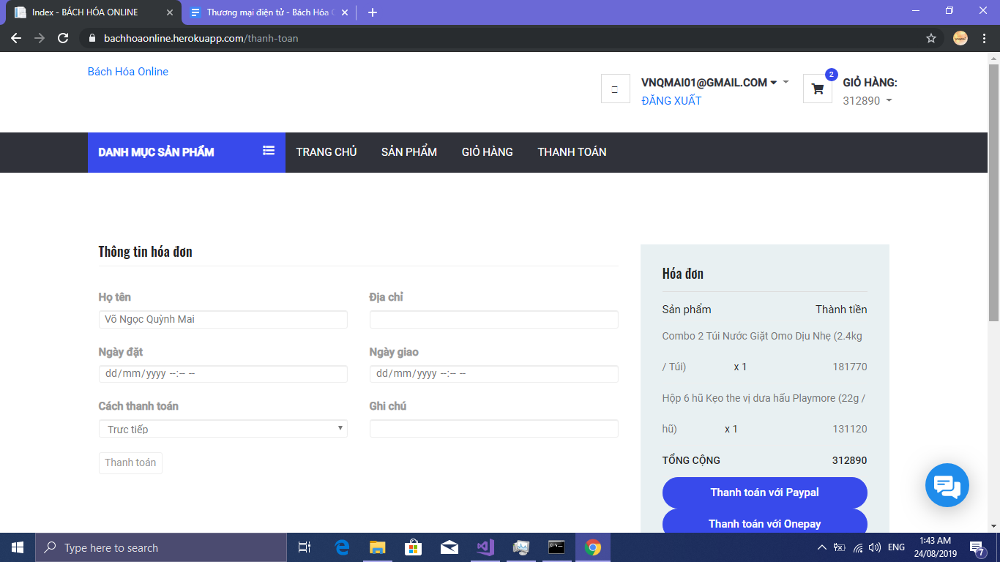 Index - BÁCH HÓA ONLINE
Thương mại điện tử - Bách Hóa
bachhoaonline.herokuapp.com/thanh-toan
Bách Hóa Online
VNQMAI01@GMAIL.COM
ĐĂNG XUẤT
2
GIỎ HÀNG:
312890
DANH MỤC SẢN PHẨM
TRANG CHỦ
SẢN PHẨM
GIỎ HÀNG
THANH TOÁN
Thông tin hóa đơn
Họ tên
Địa chỉ
Võ Ngọc Quỳnh Mai
Ngày đặt
Ngày giao
dd/mm/yyyy --:-- --
dd/mm/yyyy --:-- --
Cách thanh toán
Ghi chú
Trực tiếp
Thanh toán
Hóa đơn
Sản phẩm Thành tiền
Combo 2 Túi Nước Giặt Omo Dịu Nhẹ (2.4kg
/ Túi) x 1 181770
Hộp 6 hũ Kẹo the vị dưa hấu Playmore (22g /
hũ) x 1 131120
TỔNG CỘNG 312890
Thanh toán với Paypal
Thanh toán với Onepay
Type here to search
ENG
1:43 AM
24/08/2019
7